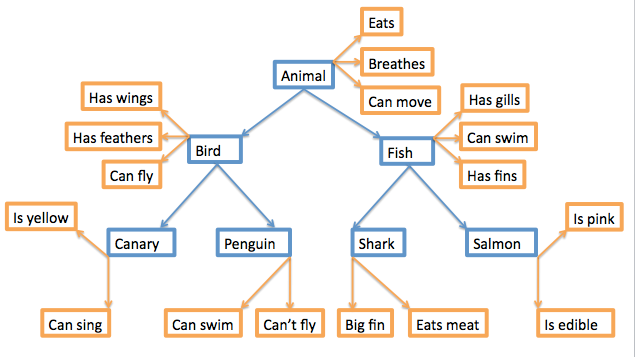 Eats
Animal
Breathes
Can move
Has wings
Has gills
Has feathers
Bird
Can fly
Fish
Can swim
Has fins
Is yellow
Is pink
Canary
Penguin
Shark
Salmon
Can sing
Can swim
Can't fly
Big fin
Eats meat
Is edible